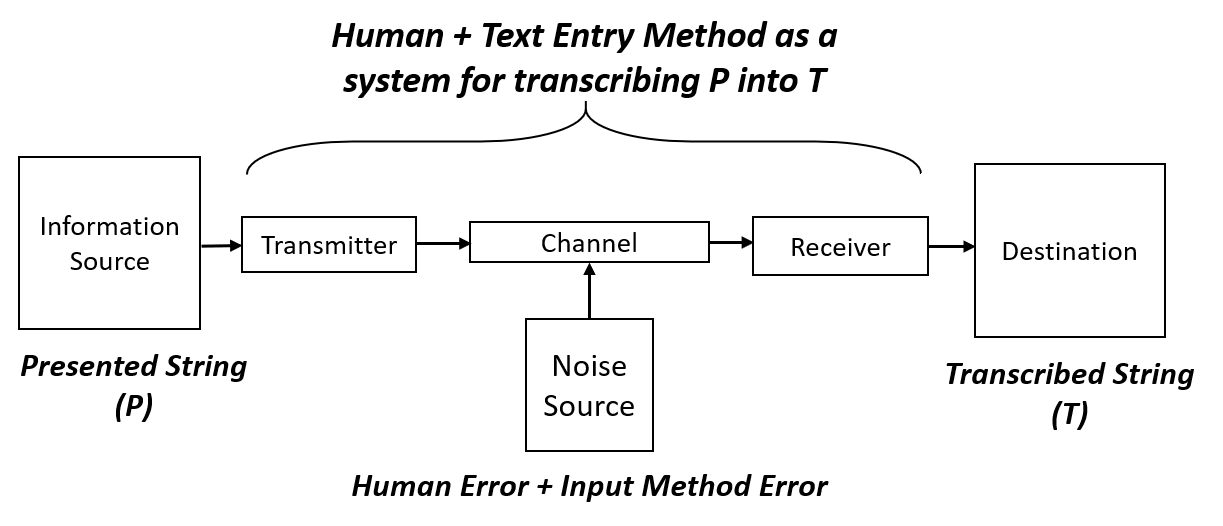 Human + Text Entry Method as a
system for transcribing P into T
Information
Source
Transmitter
Channel
Receiver
Destination
Noise
Source
Presented String
(P)
Transcribed String
(T)
Human Error + Input Method Error